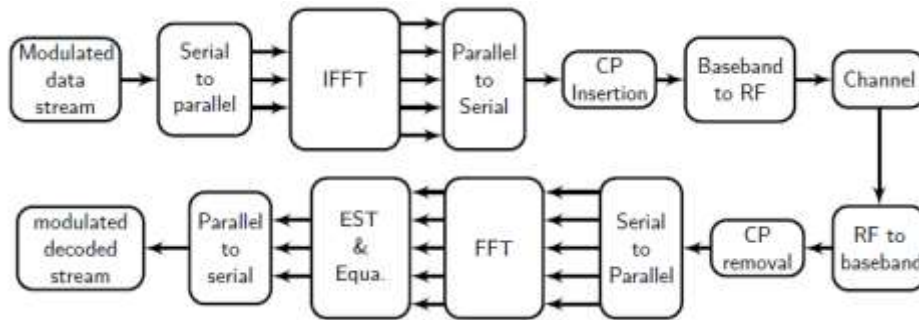 Modulated
data
stream
Serial
to
parallel
IFFT
Parallel
to
Serial
CP
Insertion
Baseband
to RF
Channel
modulated
decoded
stream
Parallel
to
serial
EST
&
Equa.
FFT
Serial
to
Parallel
CP
removal
RF to
baseband